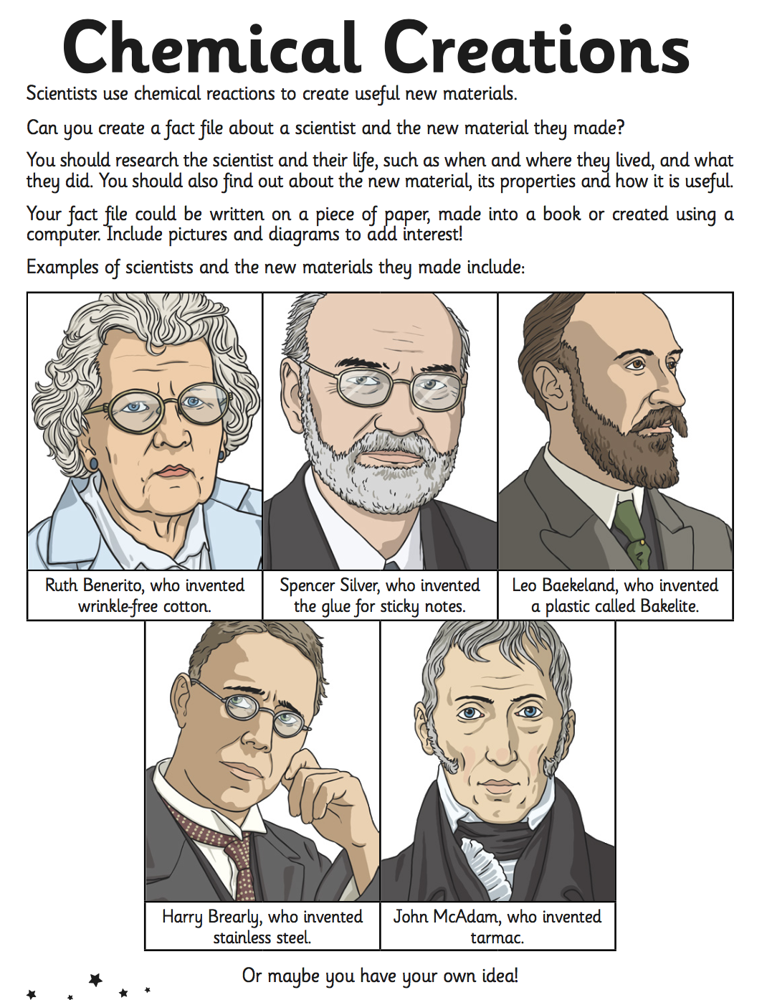 Chemical Creations
Scientists use chemical reactions to create useful new materials.
Can you create a fact file about a scientist and the new material they made?
You should research the scientist and their life, such as when and where they lived, and what
they did. You should also find out about the new material, its properties and how it is useful.
Your fact file could be written on a piece of paper, made into a book or created using a
computer. Include pictures and diagrams to add interest!
Examples of scientists and the new materials they made include:
Ruth Benerito, who invented
wrinkle-free cotton.
Spencer Silver, who invented
the glue for sticky notes.
Leo Baekeland, who invented
a plastic called Bakelite.
Harry Brearly, who invented
stainless steel.
John McAdam, who invented
tarmac.
Or maybe you have your own idea!